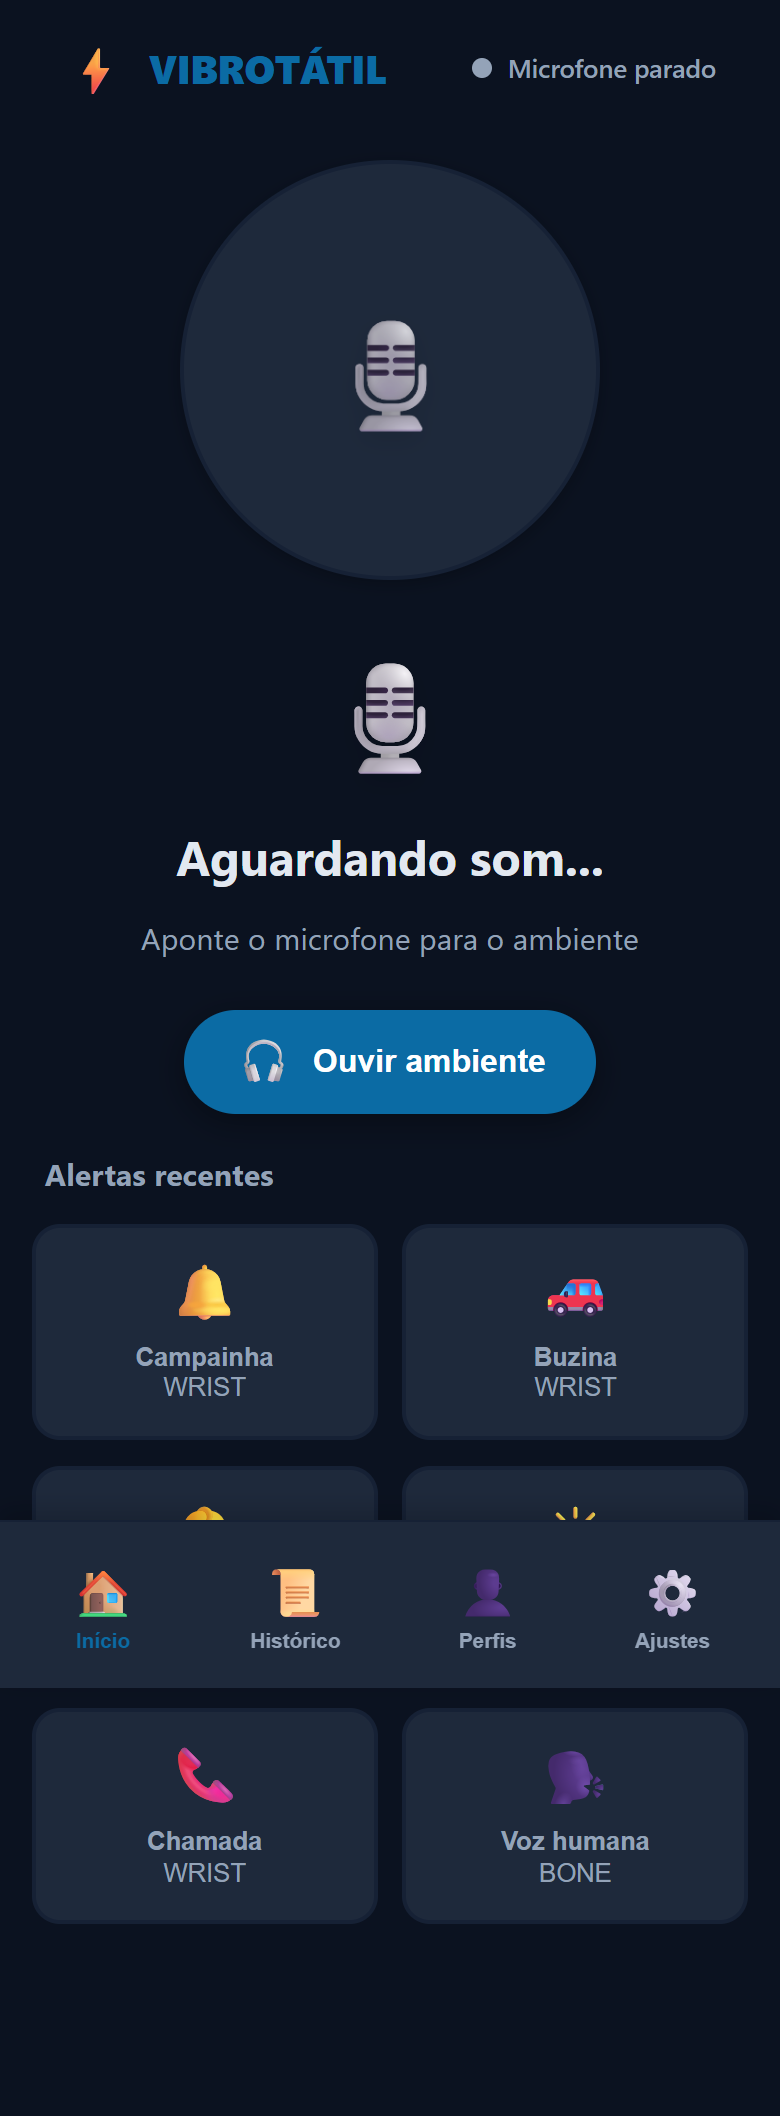 VIBROTÁTIL
Microfone parado
Aguardando som...
Aponte o microfone para o ambiente
Ouvir ambiente
Alertas recentes
Campainha
WRIST
Buzina
WRIST
Início
Histórico
Perfis
Ajustes
Chamada
WRIST
Voz humana
BONE